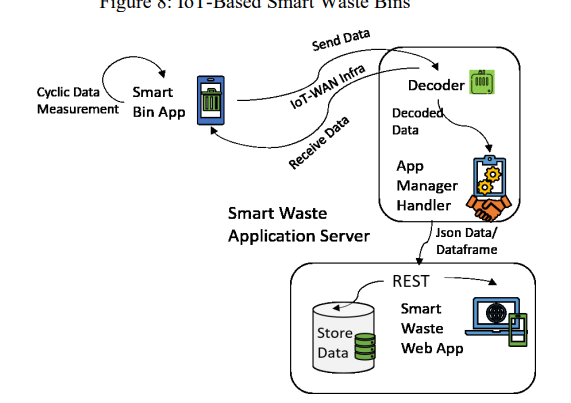 Figure 8: IoT-Based Smart Waste Bins
Send Data
IoT-WAN Infra
Receive Data
Cyclic Data
Measurement
Smart
Bin App
Decoder
Decoded
Data
App
Manager
Handler
Smart Waste
Application Server
Json Data/
Dataframe
REST
Store
Data
Smart
Waste
Web App